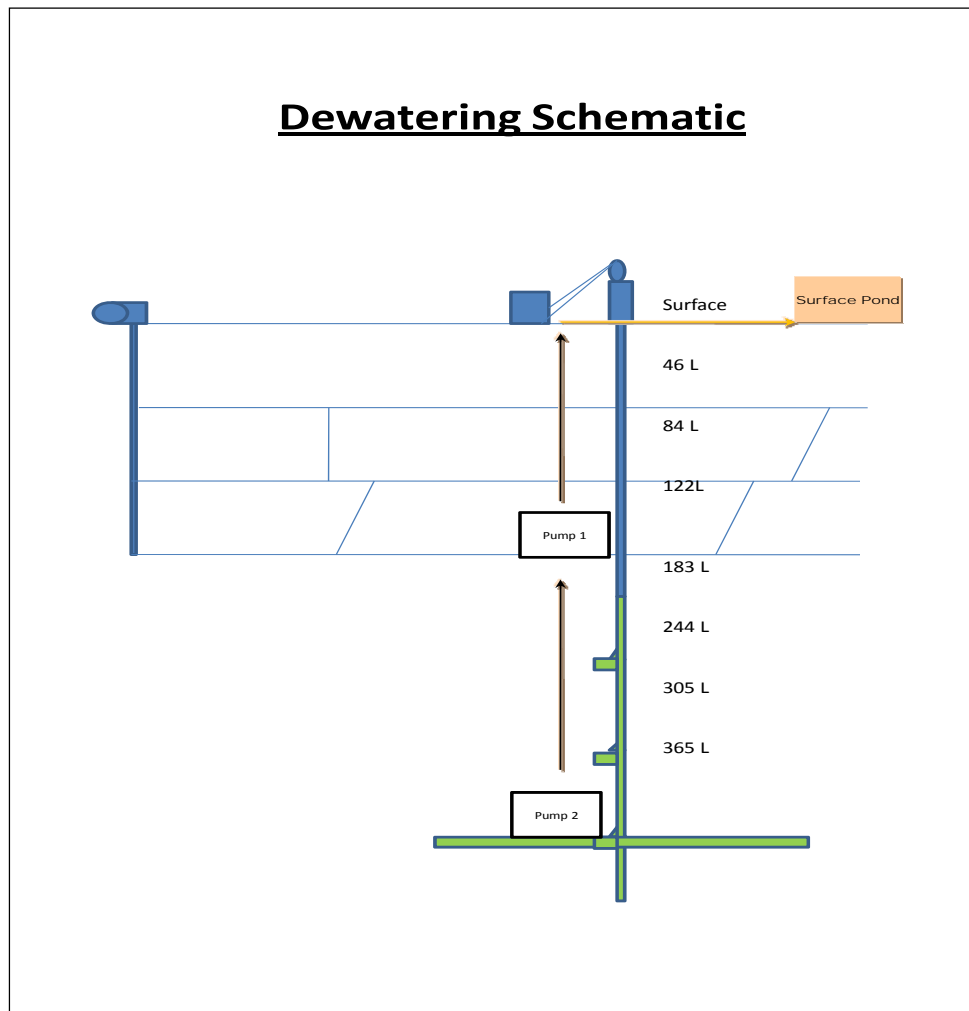 Dewatering Schematic
Surface
Surface Pond
46 L
84 L
122L
Pump 1
183 L
244 L
305 L
365 L
Pump 2